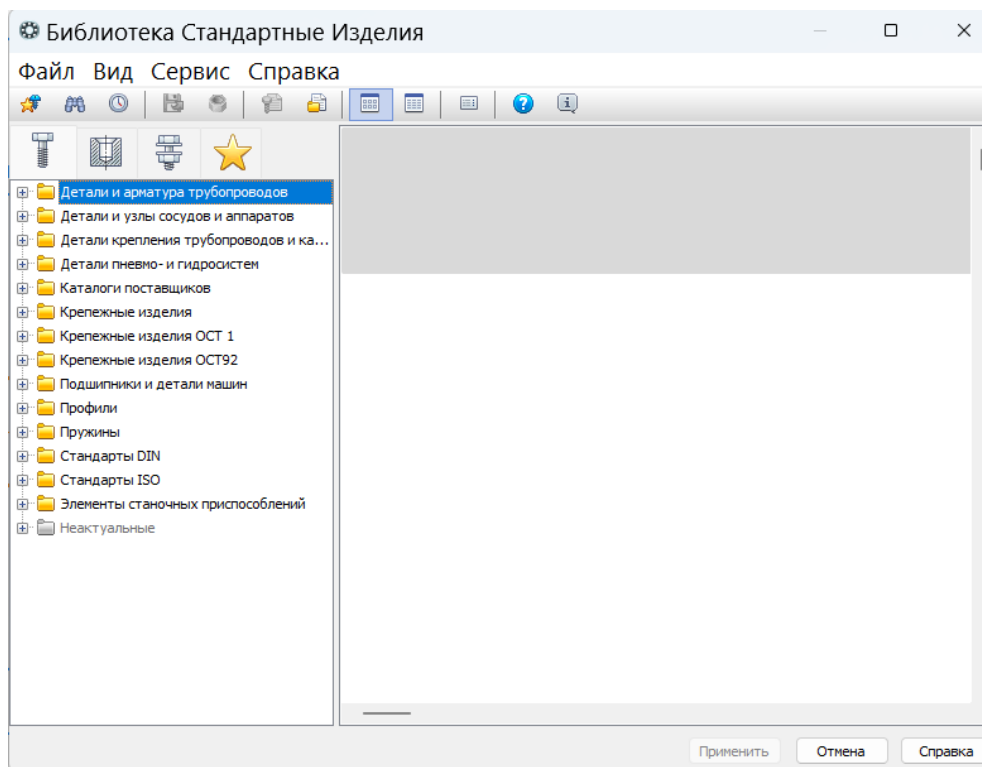 Библиотека Стандартные Изделия
Файл Вид Сервис Справка
Детали и арматура трубопроводов
Детали и узлы сосудов и аппаратов
Детали крепления трубопроводов и ка...
Детали пневмо- и гидросистем
Каталоги поставщиков
Крепежные изделия
Крепежные изделия ОСТ 1
Крепежные изделия ОСТ92
Подшипники и детали машин
Профили
Пружины
Стандарты DIN
Стандарты ISO
Элементы станочных приспособлений
Неактуальные
Применить Отмена Справка